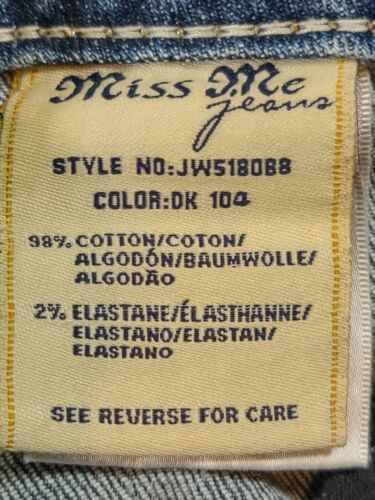 Miss Me
jeans
STYLE NO:JW5180B8
COLOR:DK 104
98% COTTON/COTON/
ALGODÓN/BAUMWOLLE/
ALGODÃO
2% ELASTANE/ÉLASTHANNE/
ELASTANO/ELASTAN/
ELASTANO
SEE REVERSE FOR CARE